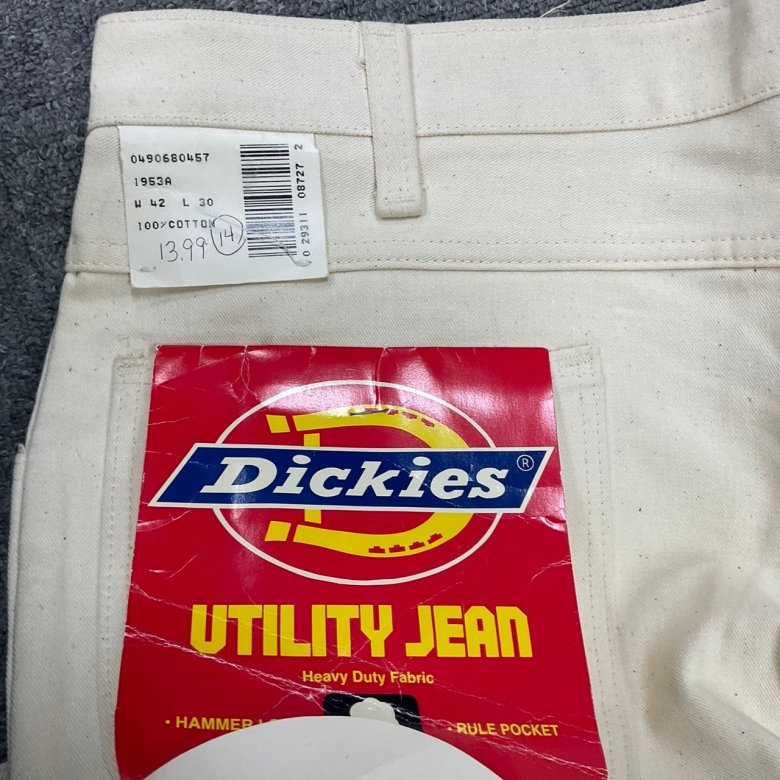 0490680457
1953A
W 42 L 30
100%COTTON
13.99 14
0 29311 08727 2
Dickies®
UTILITY JEAN
Heavy Duty Fabric
• HAMMER
• RULE POCKET